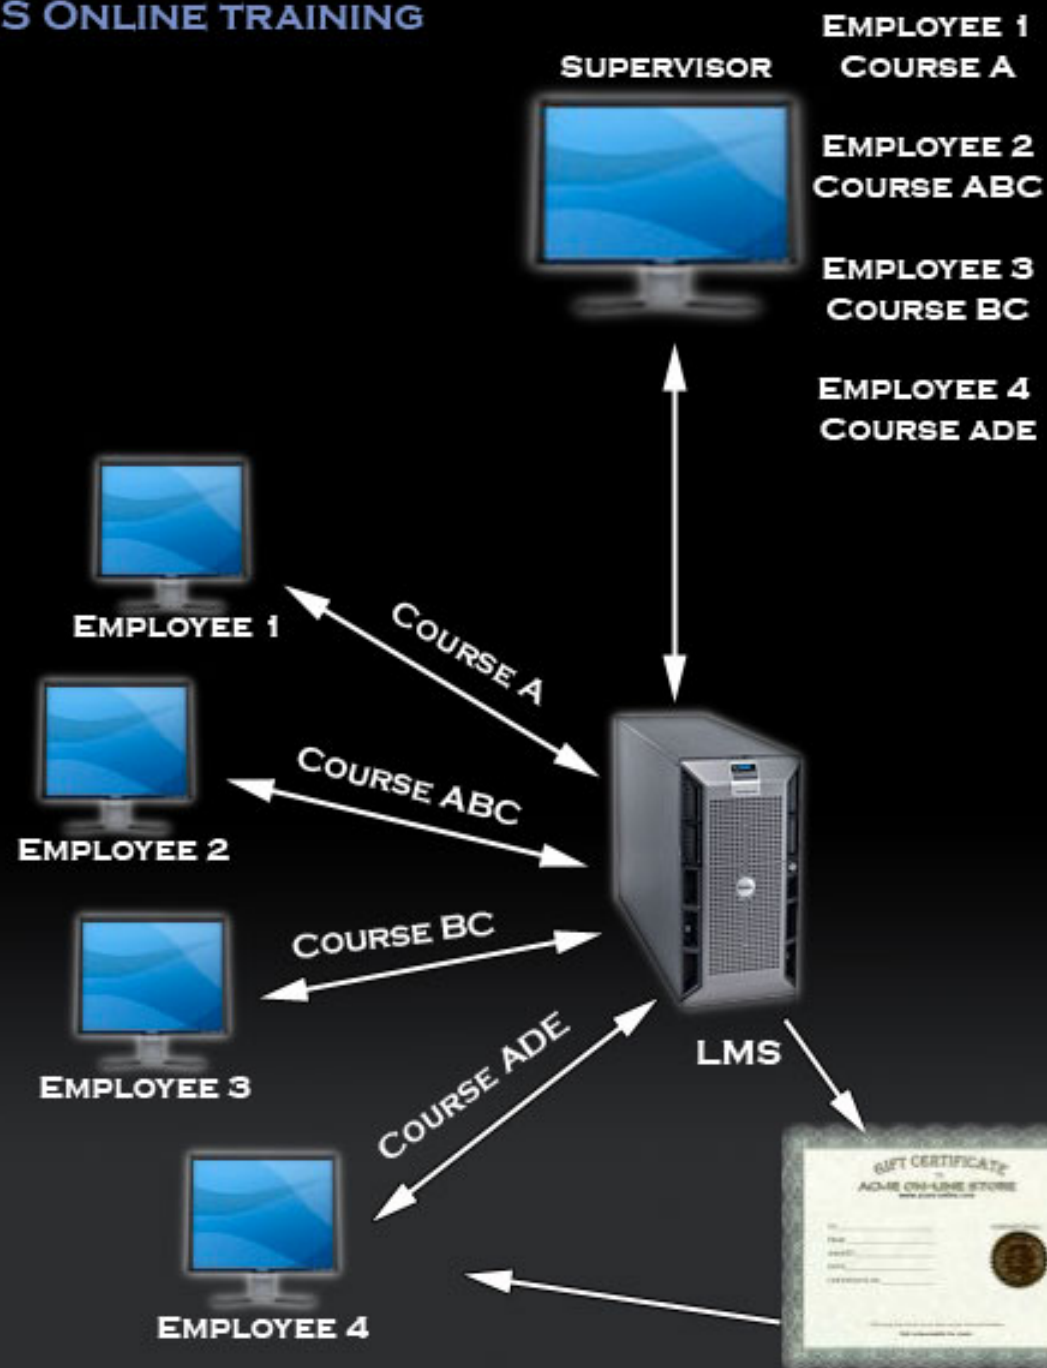 S ONLINE TRAINING
SUPERVISOR
EMPLOYEE 1
COURSE A
EMPLOYEE 2
COURSE ABC
EMPLOYEE 3
COURSE BC
EMPLOYEE 4
COURSE ADE
EMPLOYEE 1
COURSE A
EMPLOYEE 2
COURSE ABC
EMPLOYEE 3
COURSE BC
EMPLOYEE 4
COURSE ADE
LMS
GIFT CERTIFICATE
ACME ON-LINE STORE